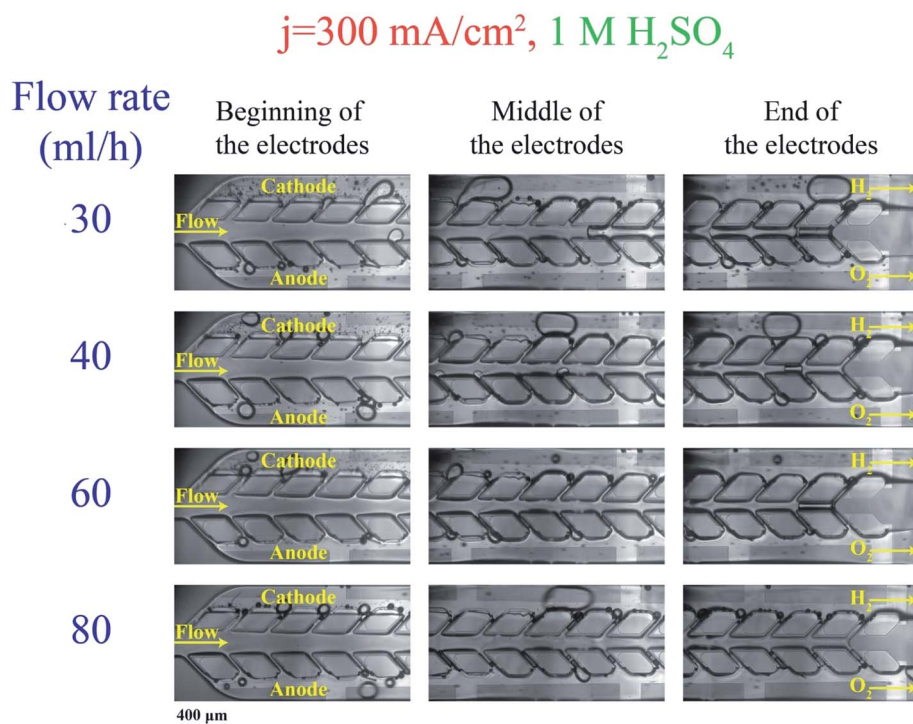 j=300 mA/cm², 1 M H₂SO₄
Flow rate
(ml/h)
Beginning of
the electrodes
Middle of
the electrodes
End of
the electrodes
30
Cathode
Flow
Anode
H₂
O₂
40
Cathode
Flow
Anode
H₂
O₂
60
Cathode
Flow
Anode
H₂
O₂
80
Cathode
Flow
Anode
H₂
O₂
400 μm